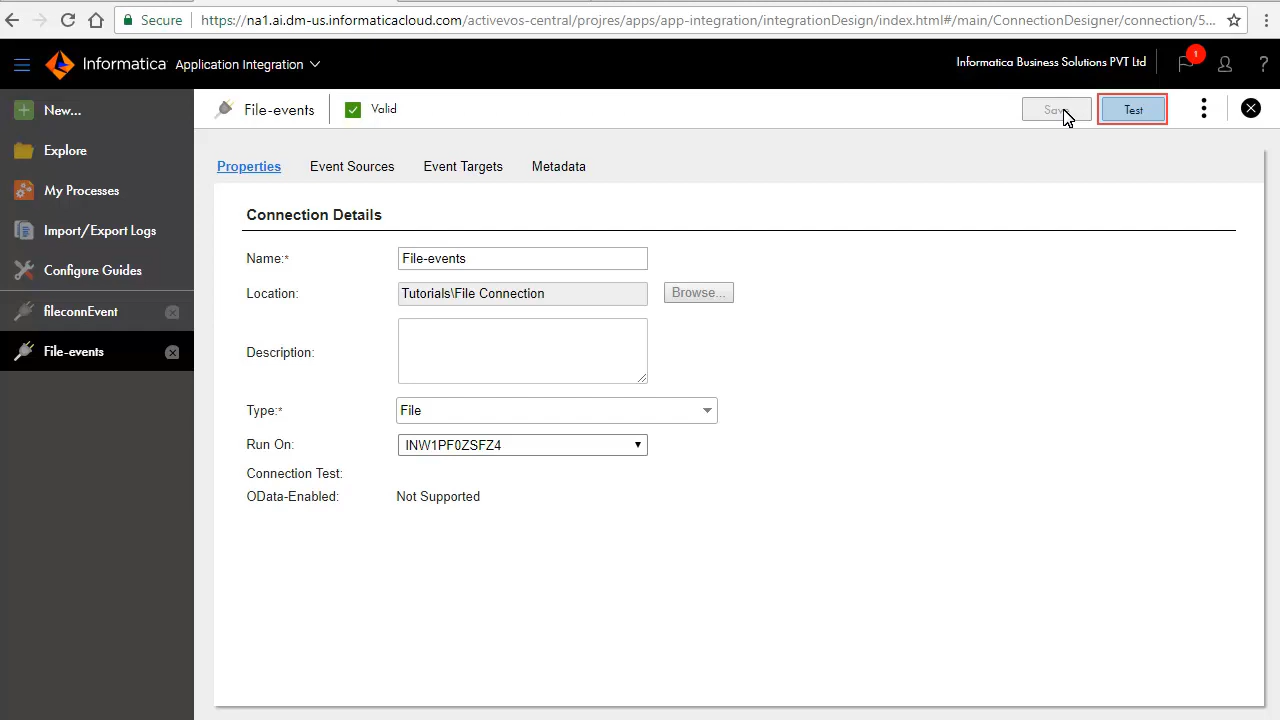 Secure https://na1.ai.dm-us.informaticacloud.com/activevos-central/projres/apps/app-integration/integrationDesign/index.html#/main/ConnectionDesigner/connection/5...
Informatica Application Integration Informatica Business Solutions PVT Ltd 1 ?
New... File-events Valid Save Test
Explore
Properties Event Sources Event Targets Metadata
My Processes
Connection Details
Import/Export Logs
Name:* File-events
Configure Guides
Location: Tutorials\File Connection Browse...
fileconnEvent
File-events
Description:
Type:* File
Run On: INW1PF0ZSFZ4
Connection Test:
OData-Enabled: Not Supported